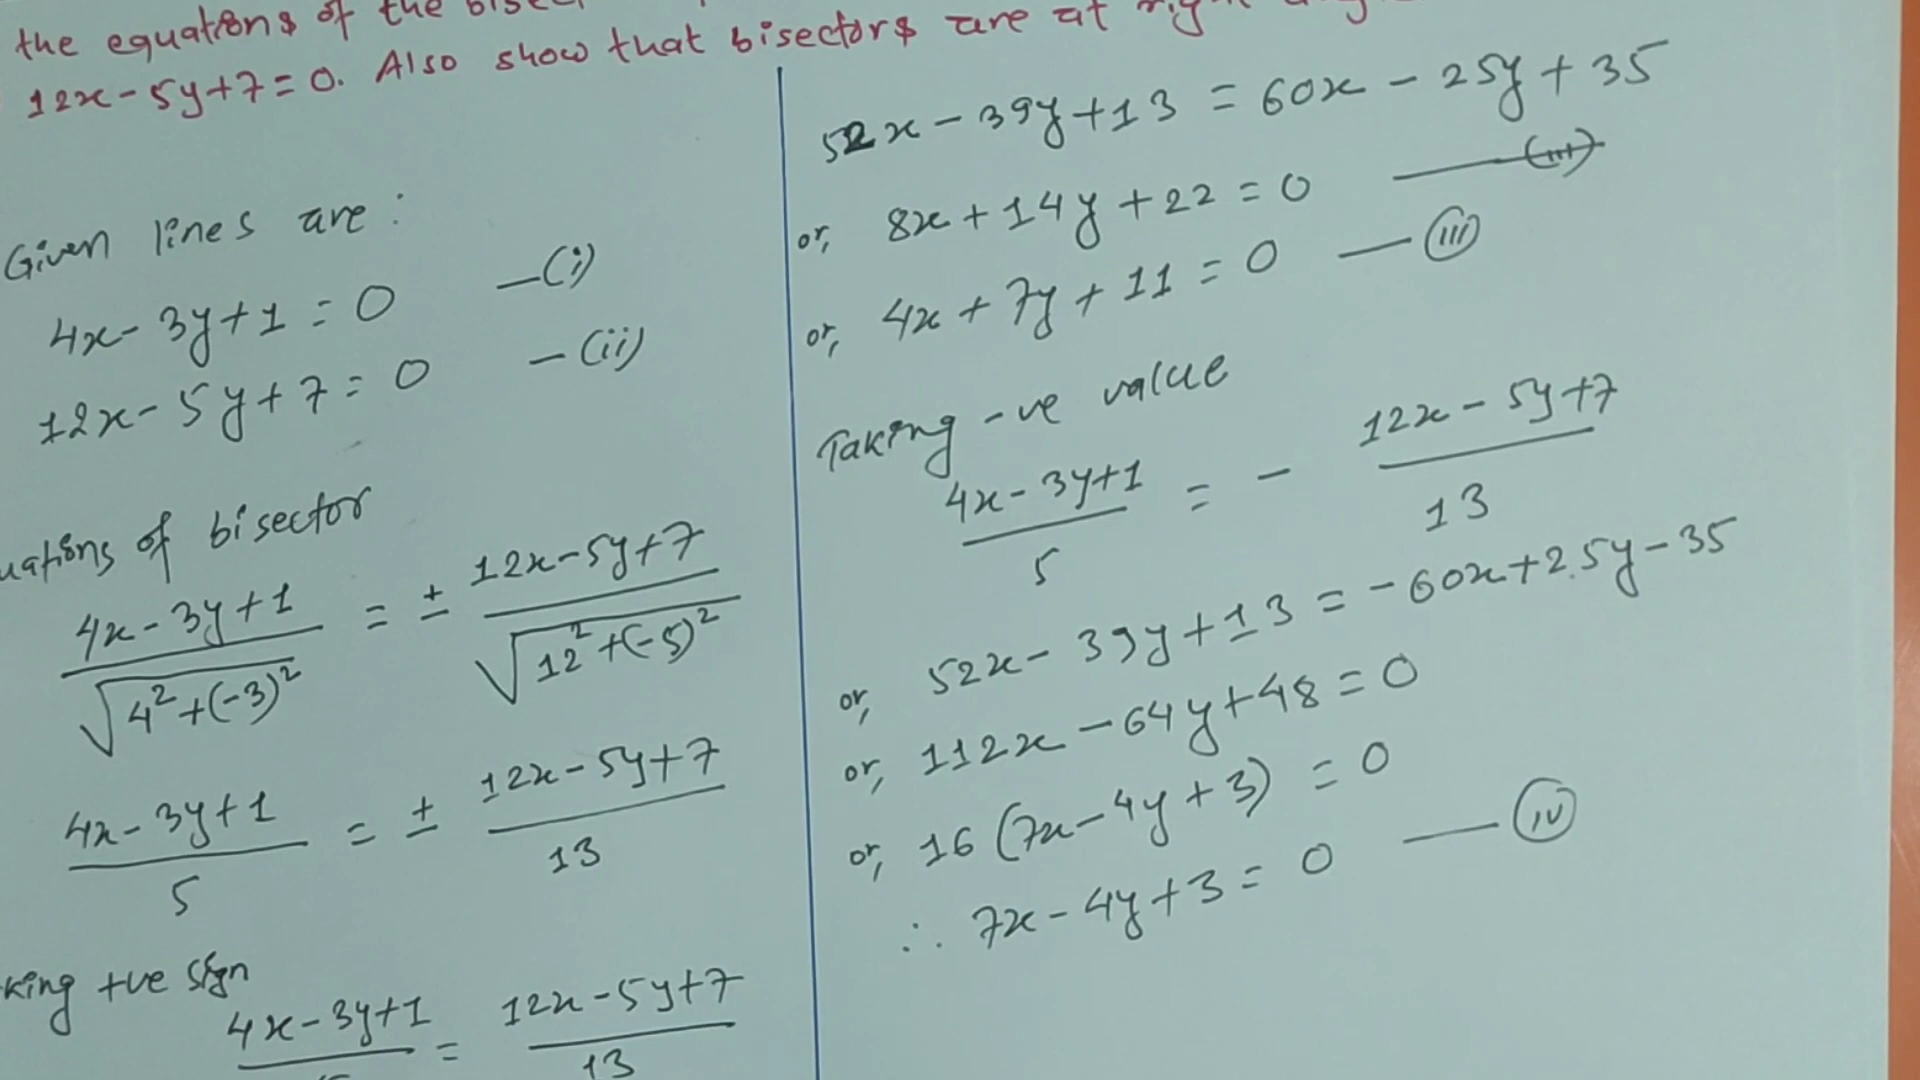 the equations of the
12x-5y+7=0. Also show that bisectors are at
Given lines are:
4x-3y+1=0 —(i)
12x-5y+7=0 —(ii)
uations of bisector
(4x-3y+1)/√(4²+(-3)²) = ± (12x-5y+7)/√(12²+(-5)²)
(4x-3y+1)/5 = ± (12x-5y+7)/13
king +ve sign
4x-3y+1 = (12x-5y+7)/13
52x-39y+13 = 60x-25y+35
or, 8x+14y+22=0 —(iii)
or, 4x+7y+11=0 —(iii)
Taking -ve value
(4x-3y+1)/5 = - (12x-5y+7)/13
or, 52x-39y+13=-60x+25y-35
or, 112x-64y+48=0
or, 16(7x-4y+3)=0
∴ 7x-4y+3=0 —(iv)